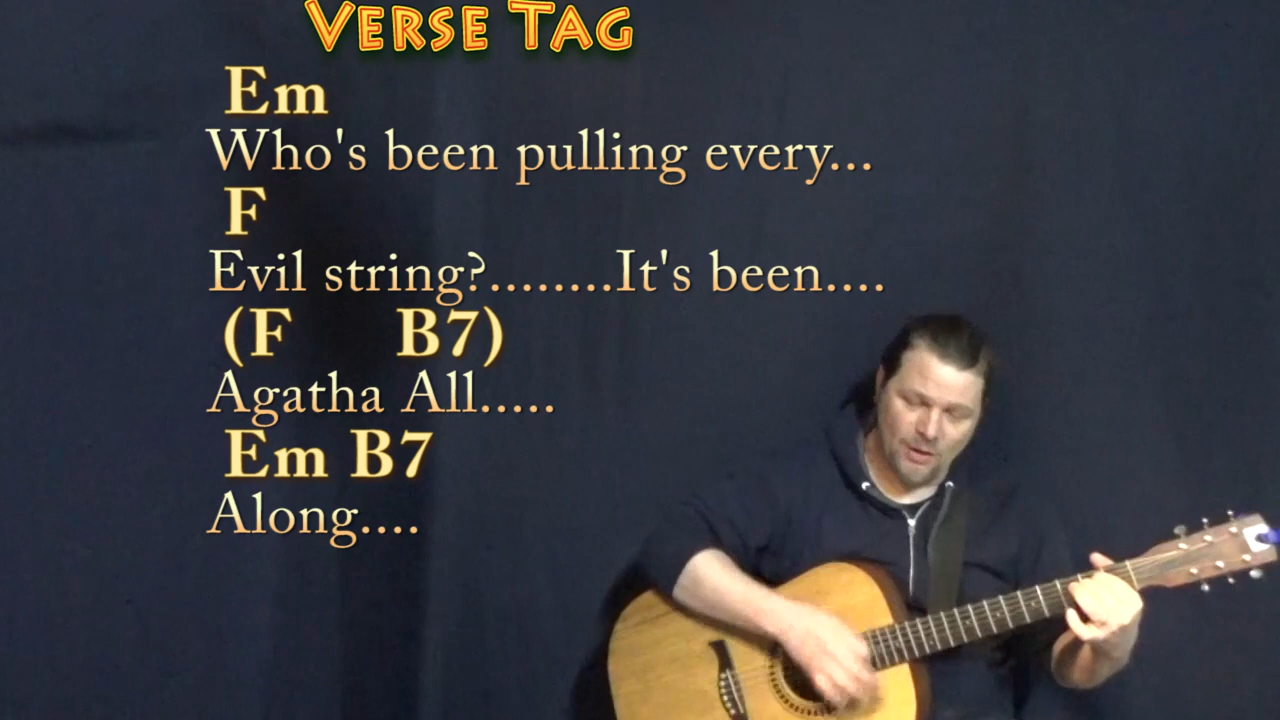 VERSE TAG
Em
Who's been pulling every...
F
Evil string?........It's been....
(F B7)
Agatha All.....
Em B7
Along....